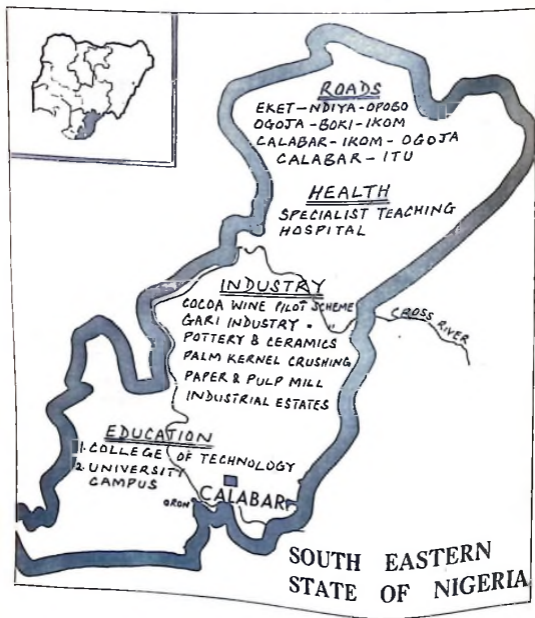 ROADS
EKET-NDIYA-OPOBO
OGOJA-BOKI-IKOM
CALABAR-IKOM-OGOJA
CALABAR-ITU
HEALTH
SPECIALIST TEACHING
HOSPITAL
INDUSTRY
COCOA WINE PILOT SCHEME
GARI INDUSTRY.
POTTERY & CERAMICS
PALM KERNEL CRUSHING
PAPER & PULP MILL
INDUSTRIAL ESTATES
CROSS RIVER
EDUCATION
1. COLLEGE OF TECHNOLOGY
2. UNIVERSITY
CAMPUS
CALABAR
ORON
SOUTH EASTERN
STATE OF NIGERIA